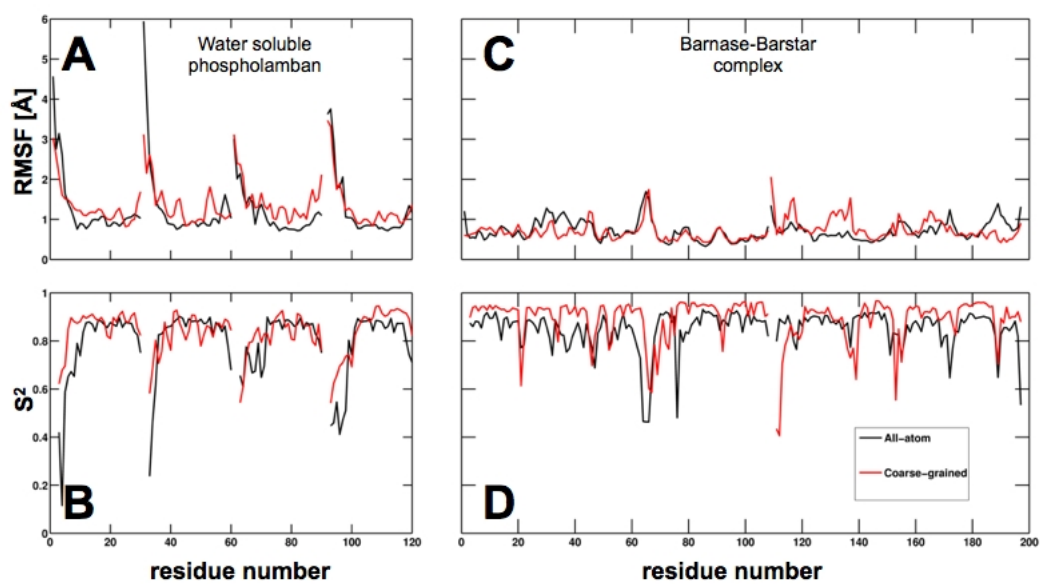 A
Water soluble
phospholamban
C
Barnase-Barstar
complex
RMSF [Å]
6
5
4
3
2
1
0
S²
1
0.8
0.6
0.4
0.2
0
B
D
All-atom
Coarse-grained
0 20 40 60 80 100 120
0 20 40 60 80 100 120 140 160 180 200
residue number
residue number